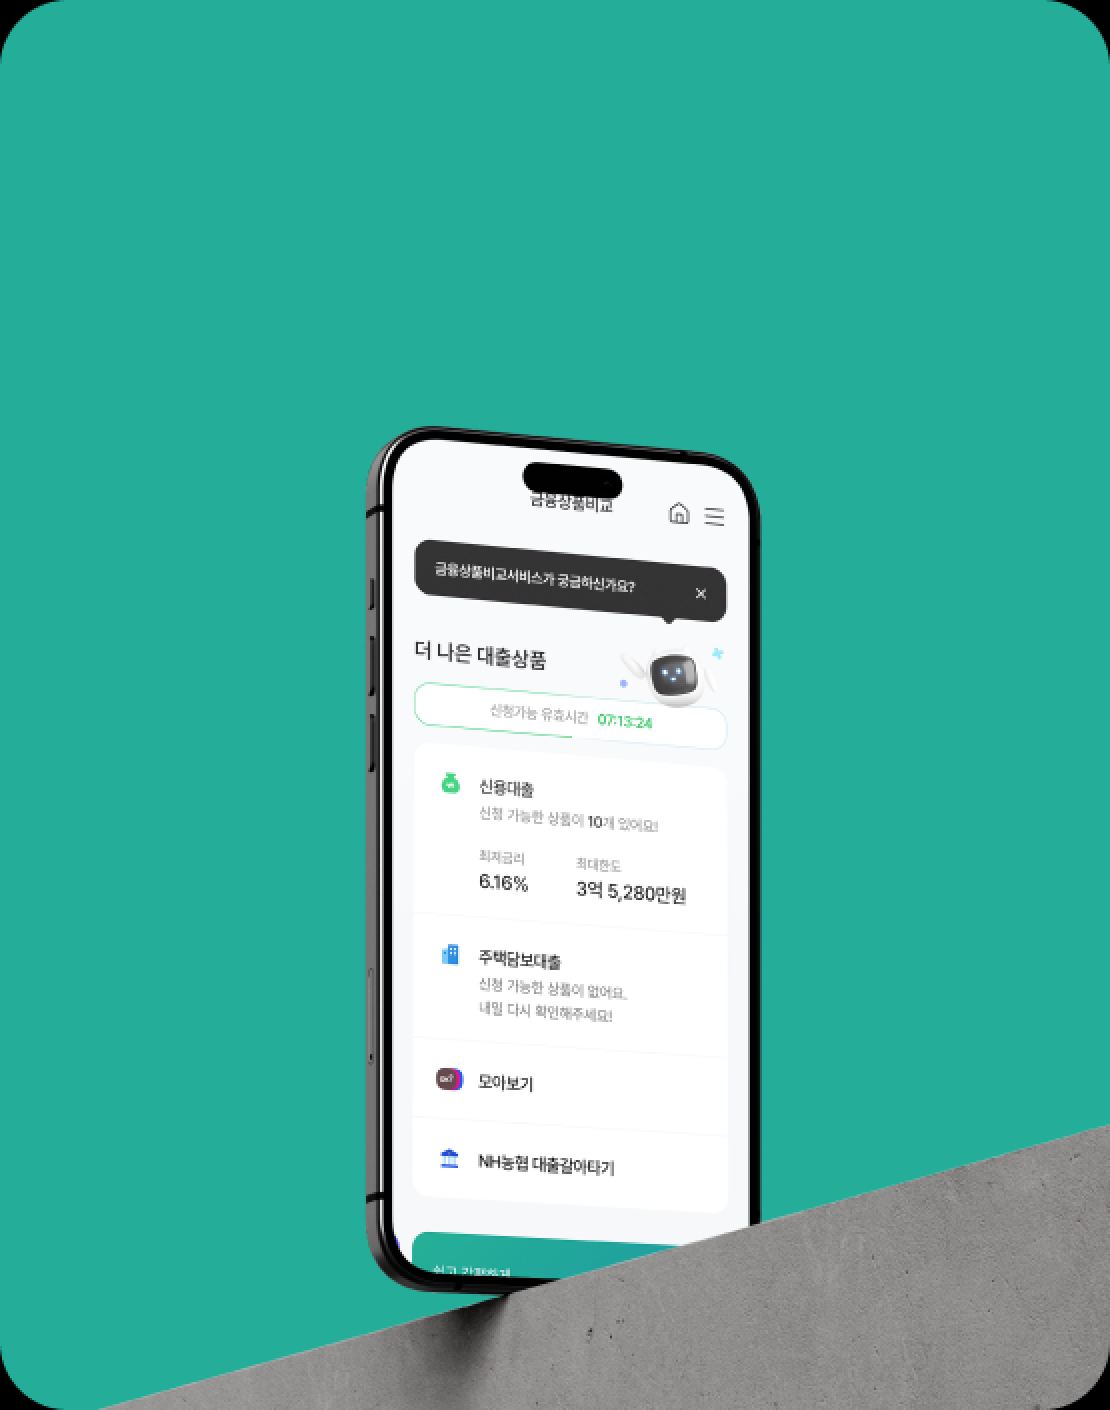 금융상품비교
금융상품비교서비스가 궁금하신가요?
더 나은 대출상품
신청가능 유효시간 07:13:24
신용대출
신청 가능한 상품이 10개 있어요!
최저금리 최대한도
6.16% 3억 5,280만원
주택담보대출
신청 가능한 상품이 없어요.
내일 다시 확인해주세요!
모아보기
NH농협 대출갈아타기
쉽고 간편하게